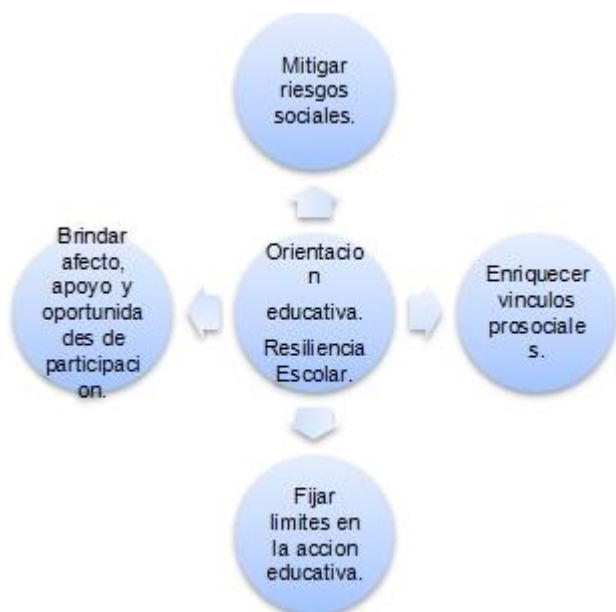 Mitigar
riesgos
sociales.
Brindar
afecto,
apoyo y
oportunida
des de
participaci
on.
Orientacio
n
educativa.
Resiliencia
Escolar.
Enriquecer
vinculos
prosociale
s.
Fijar
limites en
la accion
educativa.